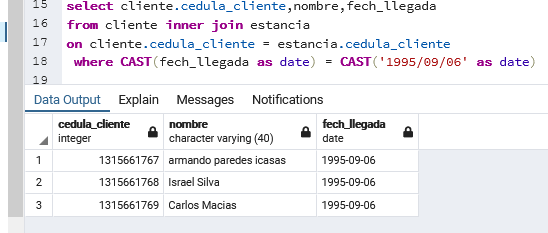 15 select cliente.cedula_cliente,nombre,fech_llegada
16 from cliente inner join estancia
17 on cliente.cedula_cliente = estancia.cedula_cliente
18 where CAST(fech_llegada as date) = CAST('1995/09/06' as date)
19
Data Output Explain Messages Notifications
cedula_cliente nombre fech_llegada
integer character varying (40) date
1 1315661767 armando paredes icasas 1995-09-06
2 1315661768 Israel Silva 1995-09-06
3 1315661769 Carlos Macias 1995-09-06